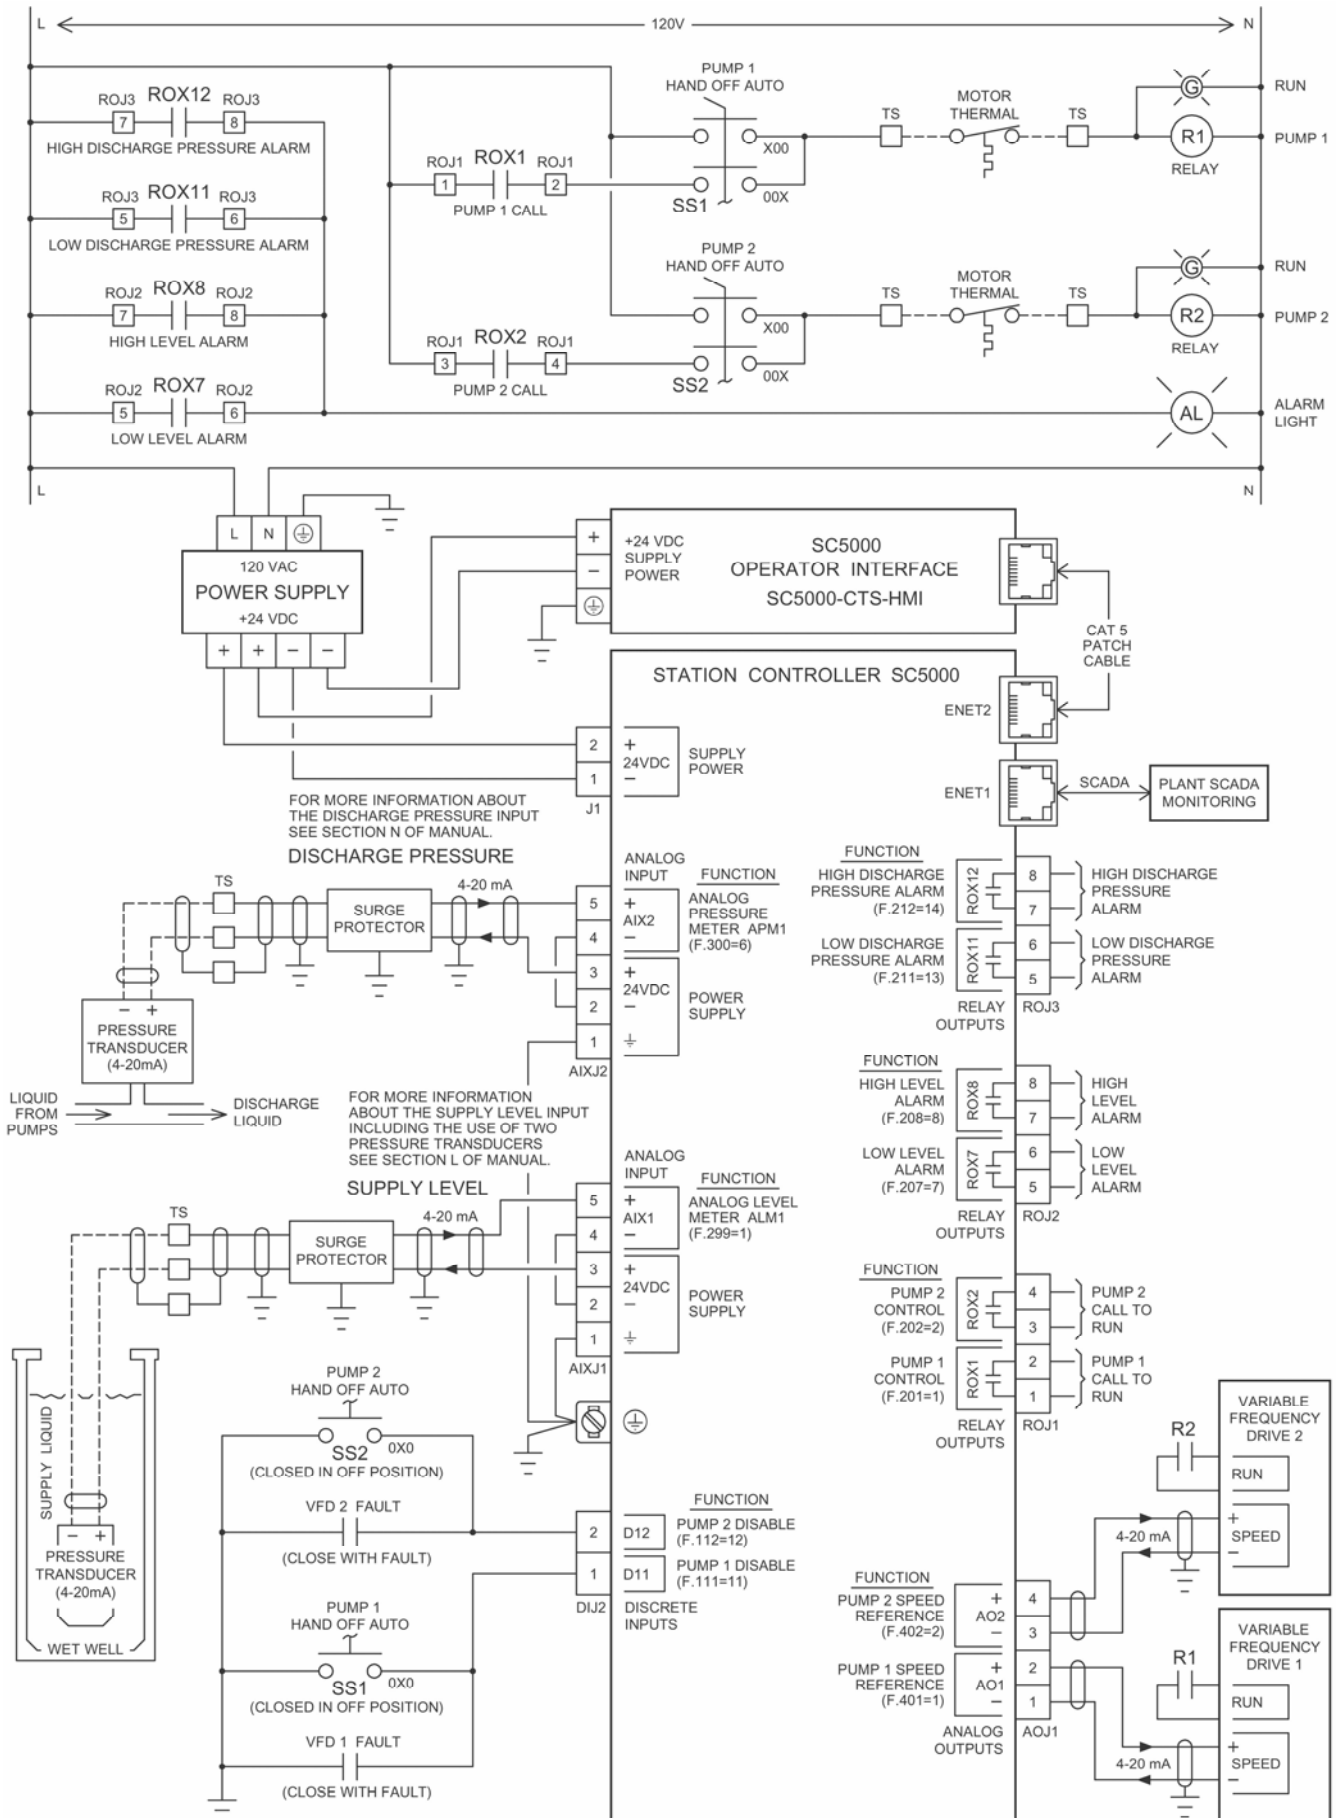 L
120V
N
ROJ3 ROX12 ROJ3
7
8
HIGH DISCHARGE PRESSURE ALARM
ROJ3 ROX11 ROJ3
5
6
LOW DISCHARGE PRESSURE ALARM
ROJ2 ROX8 ROJ2
7
8
HIGH LEVEL ALARM
ROJ2 ROX7 ROJ2
5
6
LOW LEVEL ALARM
ROJ1 ROX1 ROJ1
1
2
PUMP 1 CALL
ROJ1 ROX2 ROJ1
3
4
PUMP 2 CALL
PUMP 1
HAND OFF AUTO
X00
00X
SS1
TS
MOTOR
THERMAL
TS
G
RUN
R1
PUMP 1
RELAY
PUMP 2
HAND OFF AUTO
X00
00X
SS2
TS
MOTOR
THERMAL
TS
G
RUN
R2
PUMP 2
RELAY
AL
ALARM
LIGHT
L
N
L
N
120 VAC
POWER SUPPLY
+24 VDC
+
+
−
−
+
−
+24 VDC
SUPPLY
POWER
SC5000
OPERATOR INTERFACE
SC5000-CTS-HMI
CAT 5
PATCH
CABLE
STATION CONTROLLER SC5000
ENET2
ENET1
SCADA
PLANT SCADA
MONITORING
2
1
+
24VDC
−
SUPPLY
POWER
J1
FOR MORE INFORMATION ABOUT
THE DISCHARGE PRESSURE INPUT
SEE SECTION N OF MANUAL.
DISCHARGE PRESSURE
TS
SURGE
PROTECTOR
4-20 mA
− +
PRESSURE
TRANSDUCER
(4-20mA)
LIQUID
FROM
PUMPS
DISCHARGE
LIQUID
ANALOG
INPUT
5
4
3
2
1
+
AIX2
−
+
24VDC
−
FUNCTION
ANALOG
PRESSURE
METER APM1
(F.300=6)
POWER
SUPPLY
AIXJ2
FUNCTION
HIGH DISCHARGE
PRESSURE ALARM
(F.212=14)
ROX12
8
7
HIGH DISCHARGE
PRESSURE
ALARM
LOW DISCHARGE
PRESSURE ALARM
(F.211=13)
ROX11
6
5
LOW DISCHARGE
PRESSURE
ALARM
RELAY
OUTPUTS
ROJ3
FUNCTION
HIGH LEVEL
ALARM
(F.208=8)
ROX8
8
7
HIGH
LEVEL
ALARM
LOW LEVEL
ALARM
(F.207=7)
ROX7
6
5
LOW
LEVEL
ALARM
RELAY
OUTPUTS
ROJ2
FOR MORE INFORMATION
ABOUT THE SUPPLY LEVEL INPUT
INCLUDING THE USE OF TWO
PRESSURE TRANSDUCERS
SEE SECTION L OF MANUAL.
SUPPLY LEVEL
TS
SURGE
PROTECTOR
4-20 mA
ANALOG
INPUT
5
4
3
2
1
+
AIX1
−
+
24VDC
−
FUNCTION
ANALOG LEVEL
METER ALM1
(F.299=1)
POWER
SUPPLY
AIXJ1
FUNCTION
PUMP 2
CONTROL
(F.202=2)
ROX2
4
3
PUMP 2
CALL TO
RUN
PUMP 1
CONTROL
(F.201=1)
ROX1
2
1
PUMP 1
CALL TO
RUN
RELAY
OUTPUTS
ROJ1
SUPPLY LIQUID
− +
PRESSURE
TRANSDUCER
(4-20mA)
WET WELL
PUMP 2
HAND OFF AUTO
SS2
0X0
(CLOSED IN OFF POSITION)
VFD 2 FAULT
(CLOSE WITH FAULT)
PUMP 1
HAND OFF AUTO
SS1
0X0
(CLOSED IN OFF POSITION)
VFD 1 FAULT
(CLOSE WITH FAULT)
FUNCTION
2
D12
PUMP 2 DISABLE
(F.112=12)
1
D11
PUMP 1 DISABLE
(F.111=11)
DIJ2
DISCRETE
INPUTS
FUNCTION
PUMP 2 SPEED
REFERENCE
(F.402=2)
+
AO2
−
4
3
PUMP 1 SPEED
REFERENCE
(F.401=1)
+
AO1
−
2
1
ANALOG
OUTPUTS
AOJ1
VARIABLE
FREQUENCY
DRIVE 2
R2
RUN
+
SPEED
−
4-20 mA
VARIABLE
FREQUENCY
DRIVE 1
R1
RUN
+
SPEED
−
4-20 mA